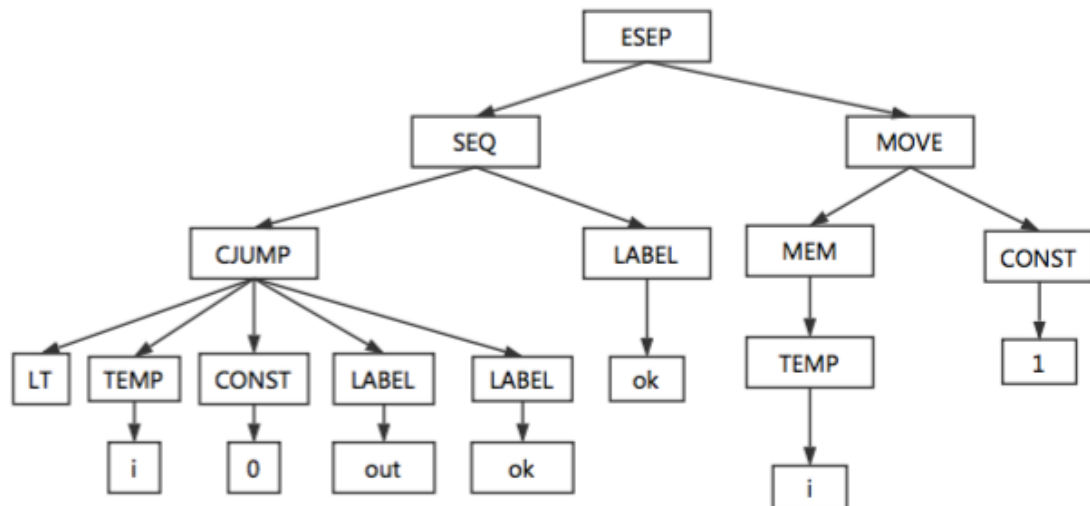 ESEP
SEQ
MOVE
CJUMP
LABEL
MEM
CONST
LT
TEMP
CONST
LABEL
LABEL
ok
TEMP
1
i
0
out
ok
i